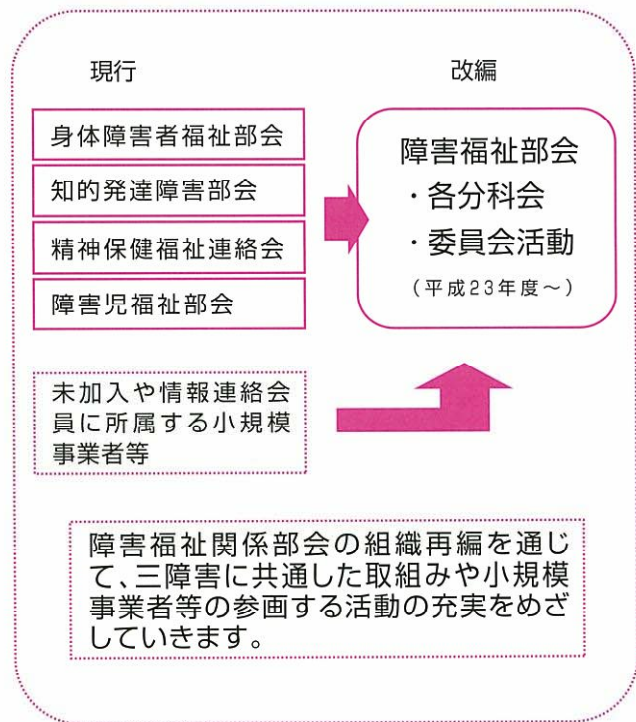 現行
改編
身体障害者福祉部会
知的発達障害部会
精神保健福祉連絡会
障害児福祉部会
障害福祉部会
・各分科会
・委員会活動
(平成23年度～)
未加入や情報連絡会
員に所属する小規模
事業者等
障害福祉関係部会の組織再編を通じ
て、三障害に共通した取組みや小規模
事業者等の参画する活動の充実をめざ
していきます。